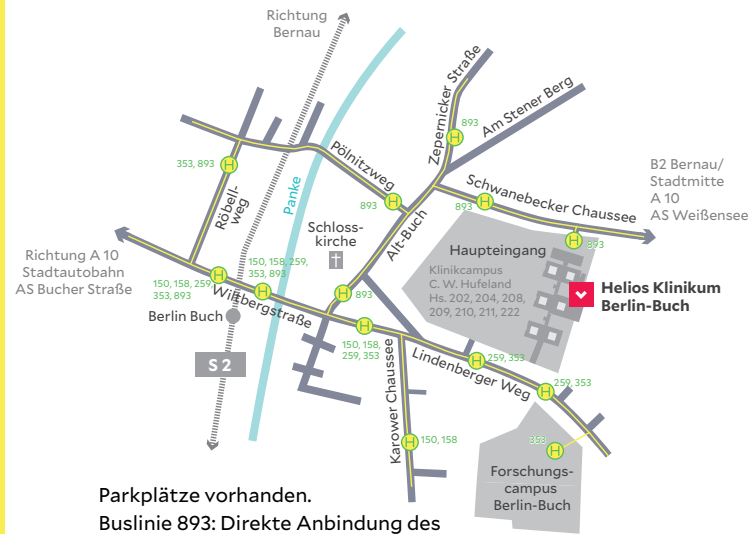 Richtung
Bernau
Zepernicker Straße
Am Stener Berg
893
353, 893
Pölnitzweg
B2 Bernau/
Stadtmitte
A 10
AS Weißensee
Schwanebecker Chaussee
893
893
Panke
Röbell-
weg
Schloss-
kirche
Alt-Buch
893
Haupteingang
Richtung A 10
Stadtautobahn
AS Bucher Straße
150, 158, 259,
353, 893
Klinikcampus
C. W. Hufeland
Hs. 202, 204, 208,
209, 210, 211, 222
Helios Klinikum
Berlin-Buch
150, 158, 259,
353, 893
893
Wiltbergstraße
Berlin Buch
150, 158,
259, 353
S 2
Lindenberger Weg
259, 353
259, 353
Karower Chaussee
150, 158
353
Forschungs-
campus
Berlin-Buch
H
H
H
H
H
H
H
H
H
H
H
H
H
Parkplätze vorhanden.
Buslinie 893: Direkte Anbindung des